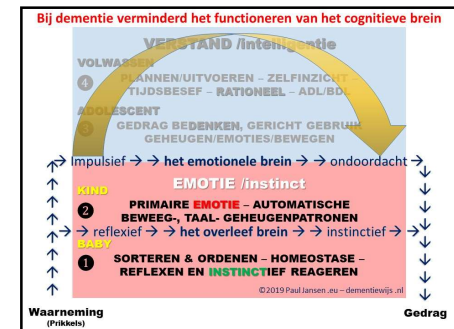 Bij dementie verminderd het functioneren van het cognitieve brein
VERSTAND /intelligentie
VOLWASSEN
4 PLANNEN/UITVOEREN – ZELFINZICHT –
TIJDSBESEF – RATIONEEL – ADL/BDL
ADOLESCENT
3 GEDRAG BEDENKEN, GERICHT GEBRUIK
GEHEUGEN/EMOTIES/BEWEGEN
→ Impulsief → → het emotionele brein → → ondoordacht →
EMOTIE /instinct
KIND
2 PRIMAIRE EMOTIE – AUTOMATISCHE
BEWEEG-, TAAL- GEHEUGENPATRONEN
→ → reflexief → → het overleef brein → → instinctief → →
BABY
1 SORTEREN & ORDENEN – HOMEOSTASE –
REFLEXEN EN INSTINCTIEF REAGEREN
©2019 Paul Jansen .eu – dementiewijs .nl
Waarneming
(Prikkels)
Gedrag